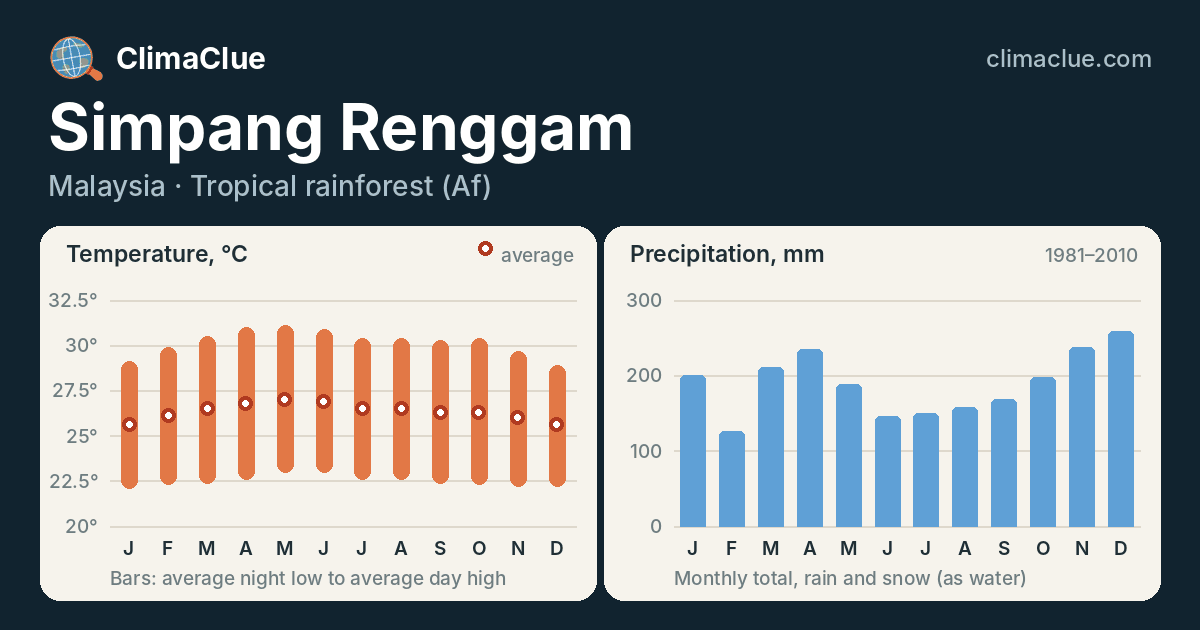 ClimaClue
climaclue.com
Simpang Renggam
Malaysia · Tropical rainforest (Af)
Temperature, °C
average
32.5°
30°
27.5°
25°
22.5°
20°
J F M A M J J A S O N D
Bars: average night low to average day high
Precipitation, mm
1981–2010
300
200
100
0
J F M A M J J A S O N D
Monthly total, rain and snow (as water)